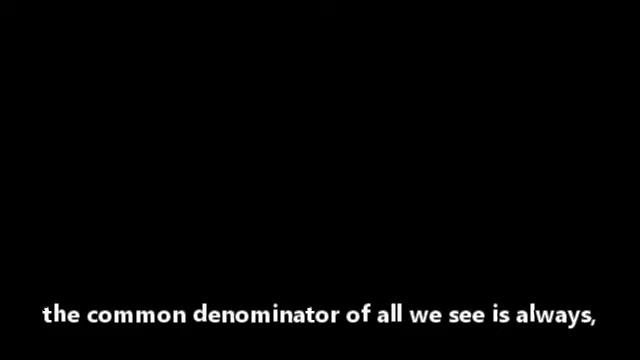 the common denominator of all we see is always,